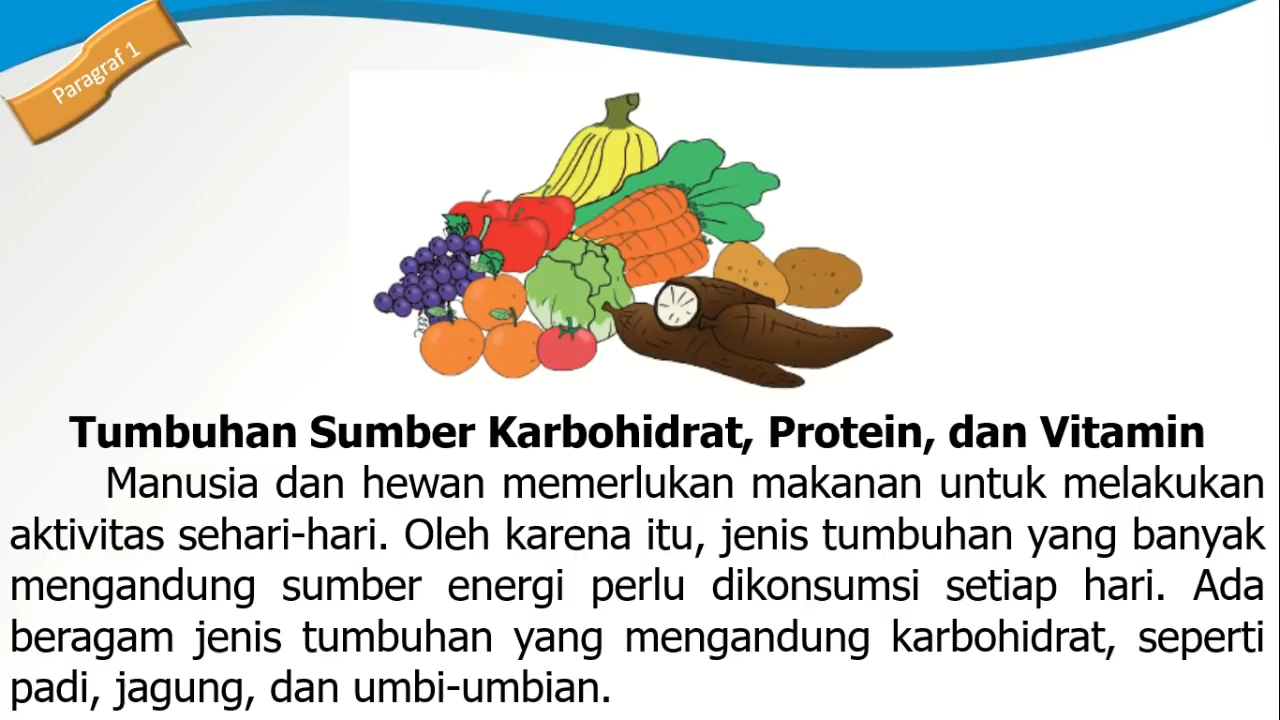 Paragraf 1
Tumbuhan Sumber Karbohidrat, Protein, dan Vitamin
Manusia dan hewan memerlukan makanan untuk melakukan
aktivitas sehari-hari. Oleh karena itu, jenis tumbuhan yang banyak
mengandung sumber energi perlu dikonsumsi setiap hari. Ada
beragam jenis tumbuhan yang mengandung karbohidrat, seperti
padi, jagung, dan umbi-umbian.